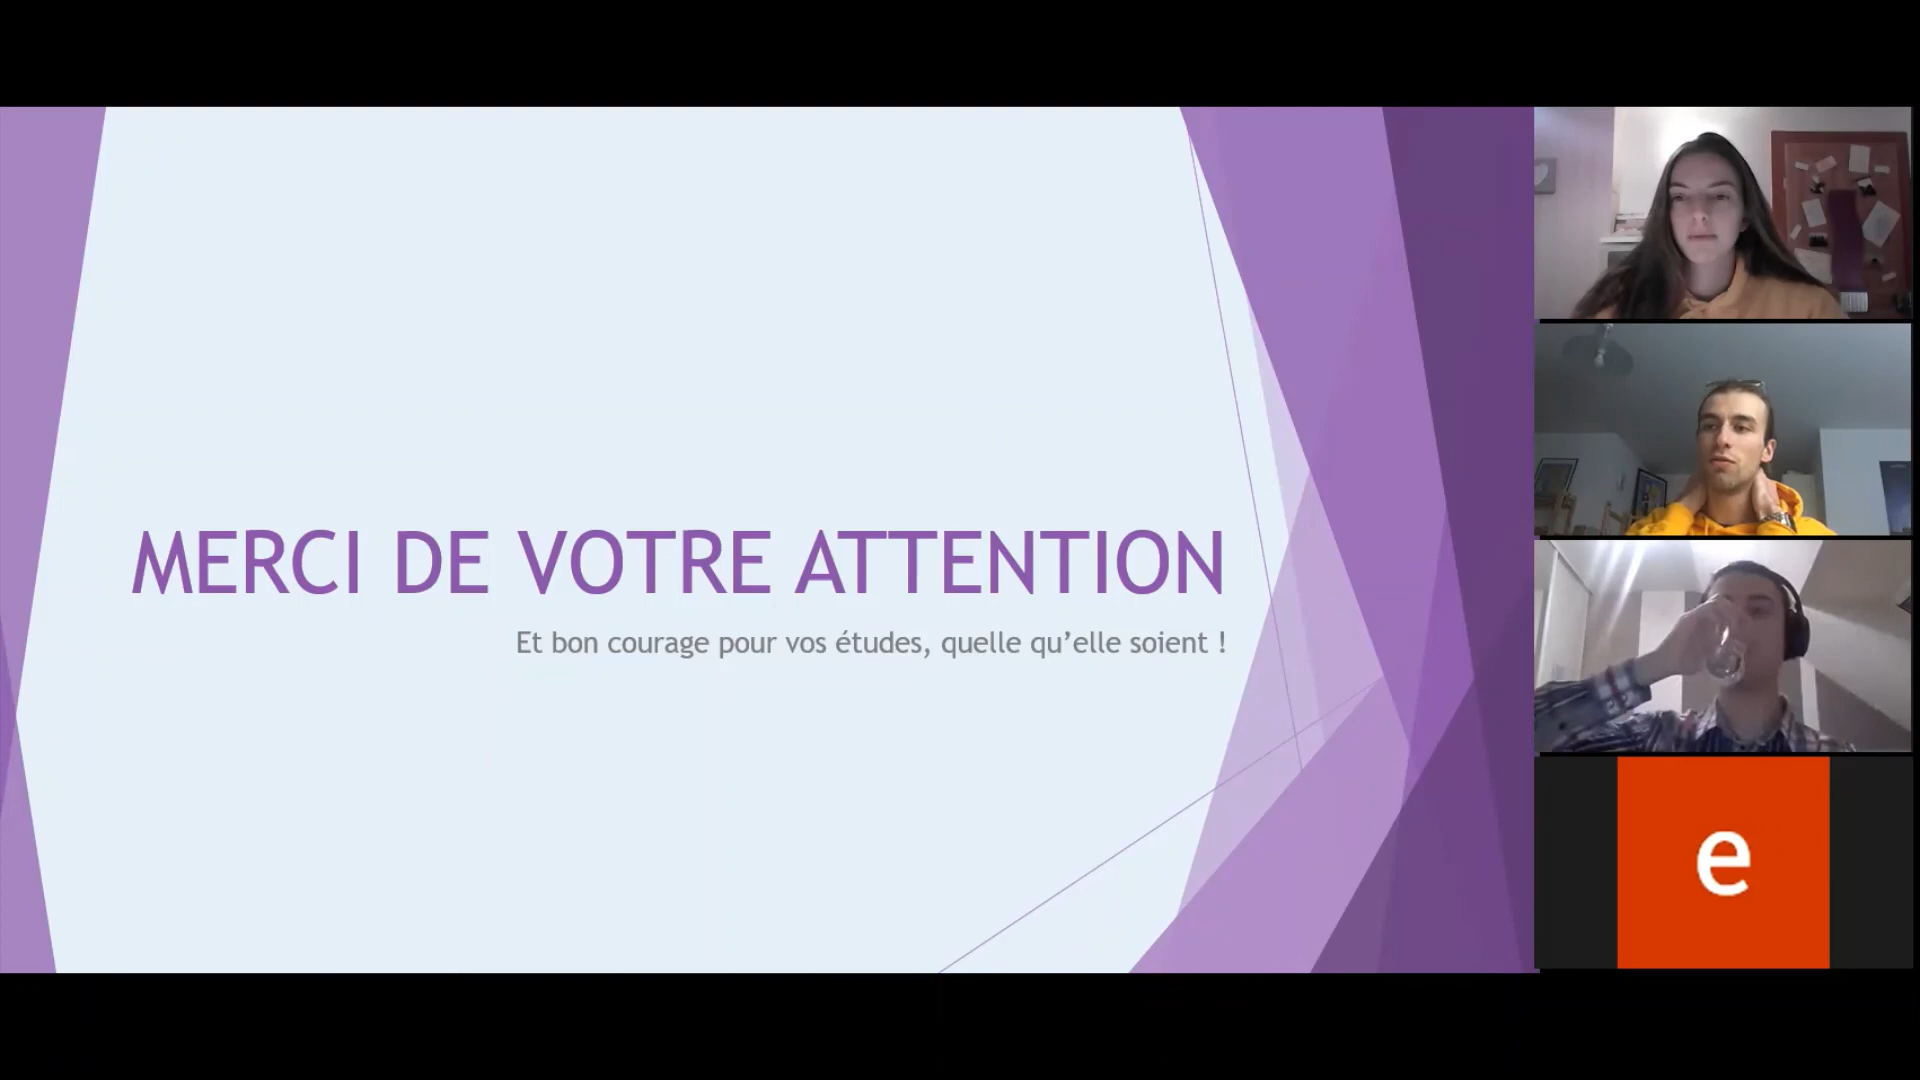 MERCI DE VOTRE ATTENTION
Et bon courage pour vos études, quelle qu’elle soient !
e